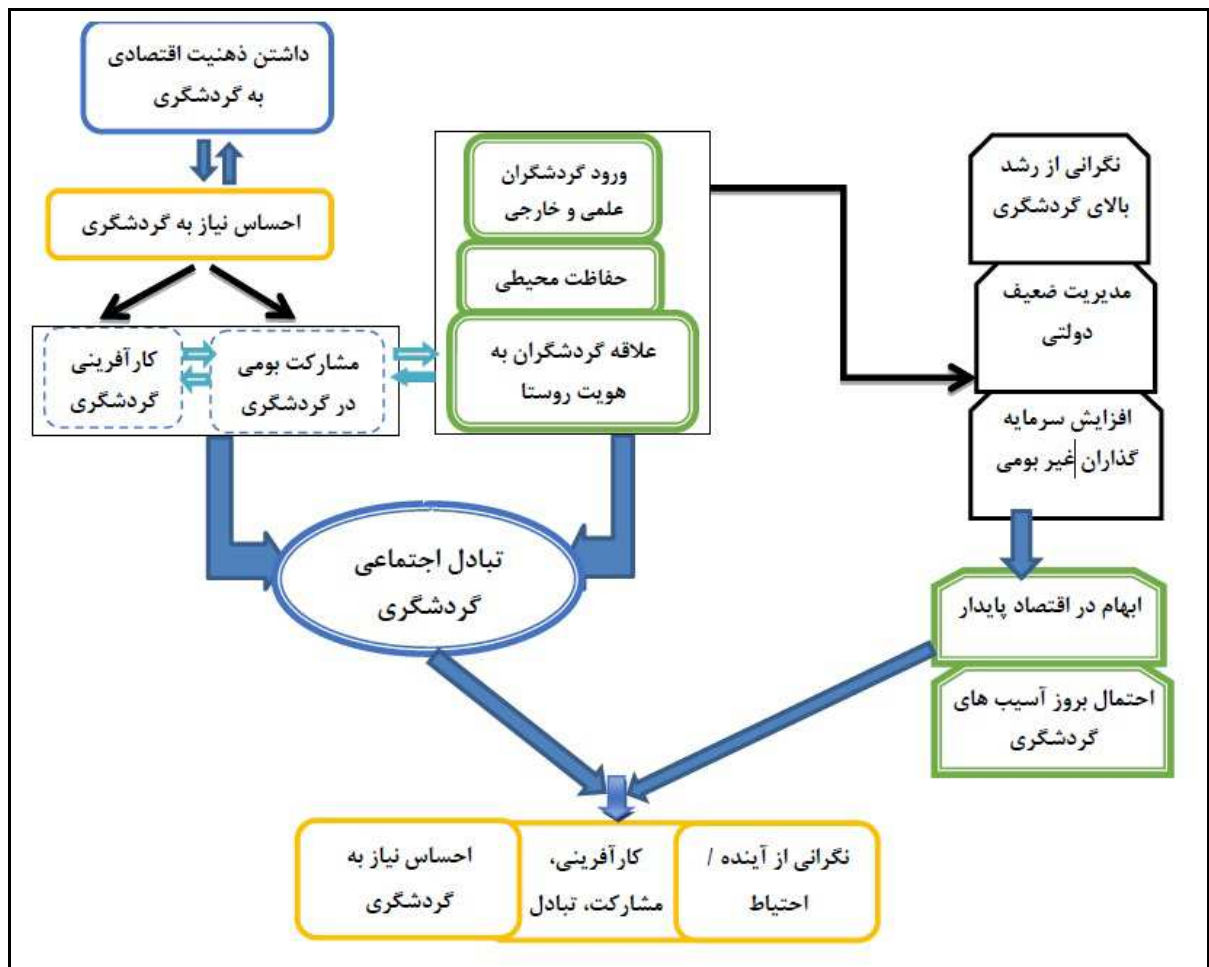 داشتن ذهنیت اقتصادی
به گردشگری
احساس نیاز به گردشگری
کارآفرینی
گردشگری
مشارکت بومی
در گردشگری
ورود گردشگران
علمی و خارجی
حفاظت محیطی
علاقه گردشگران به
هویت روستا
نگرانی از رشد
بالای گردشگری
مدیریت ضعیف
دولتی
افزایش سرمایه
گذاران غیر بومی
تبادل اجتماعی
گردشگری
ابهام در اقتصاد پایدار
احتمال بروز آسیب های
گردشگری
نگرانی از آینده /
احتیاط
کارآفرینی،
مشارکت، تبادل
احساس نیاز به
گردشگری